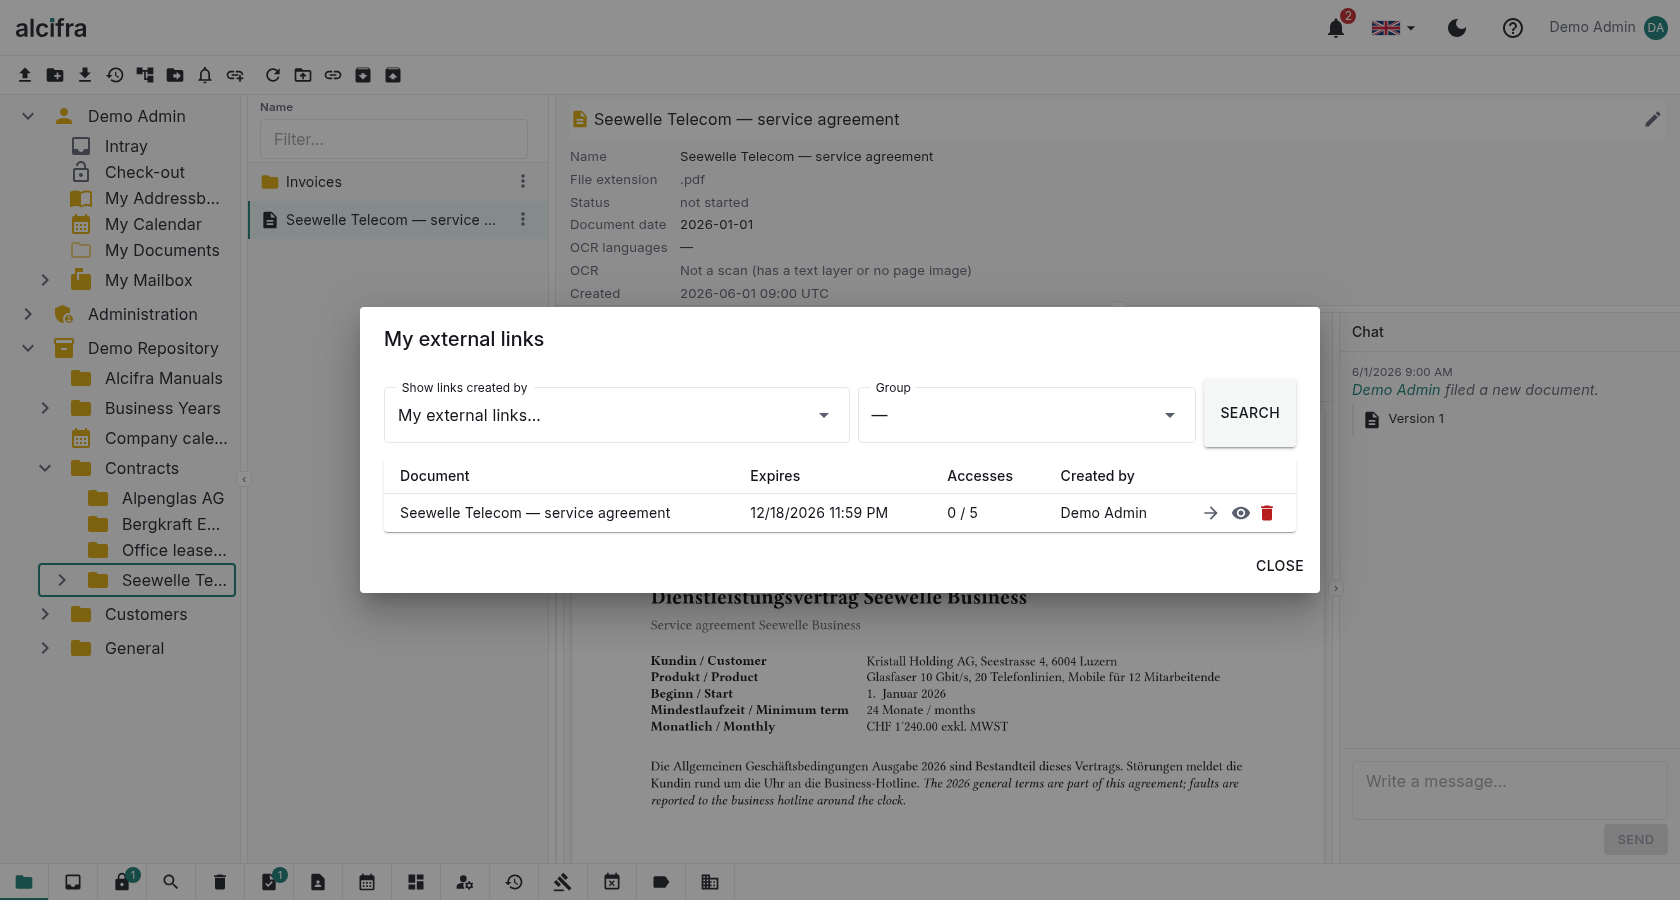 alcifra
2
Demo Admin
DA
Demo Admin
Intray
Check-out
My Addressb...
My Calendar
My Documents
My Mailbox
Administration
Demo Repository
Alcifra Manuals
Business Years
Company cale...
Contracts
Alpenglas AG
Bergkraft E...
Office lease...
Seewelle Te...
Customers
General
Name
Filter...
Invoices
Seewelle Telecom — service ...
Seewelle Telecom — service agreement
Name Seewelle Telecom — service agreement
File extension .pdf
Status not started
Document date 2026-01-01
OCR languages —
OCR Not a scan (has a text layer or no page image)
Created 2026-06-01 09:00 UTC
My external links
Show links created by
My external links...
Group
—
SEARCH
Document Expires Accesses Created by
Seewelle Telecom — service agreement 12/18/2026 11:59 PM 0 / 5 Demo Admin
CLOSE
Dienstleistungsvertrag Seewelle Business
Service agreement Seewelle Business
Kundin / Customer Kristall Holding AG, Seestrasse 4, 6004 Luzern
Produkt / Product Glasfaser 10 Gbit/s, 20 Telefonlinien, Mobile für 12 Mitarbeitende
Beginn / Start 1. Januar 2026
Mindestlaufzeit / Minimum term 24 Monate / months
Monatlich / Monthly CHF 1'240.00 exkl. MWST
Die Allgemeinen Geschäftsbedingungen Ausgabe 2026 sind Bestandteil dieses Vertrags. Störungen meldet die
Kundin rund um die Uhr an die Business-Hotline. The 2026 general terms are part of this agreement; faults are
reported to the business hotline around the clock.
Chat
6/1/2026 9:00 AM
Demo Admin filed a new document.
Version 1
Write a message...
SEND
1
1